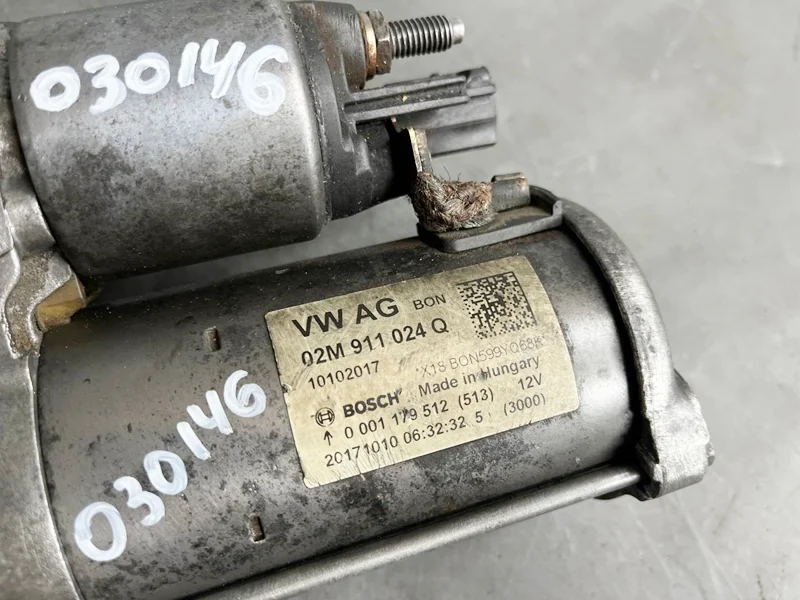 030146
VW AG BON
02M 911 024 Q
10102017 *X18 BON599YQ68K*
BOSCH Made in Hungary
0 001 179 512 (513) 12V
20171010 06:32:32 5 (3000)
030146